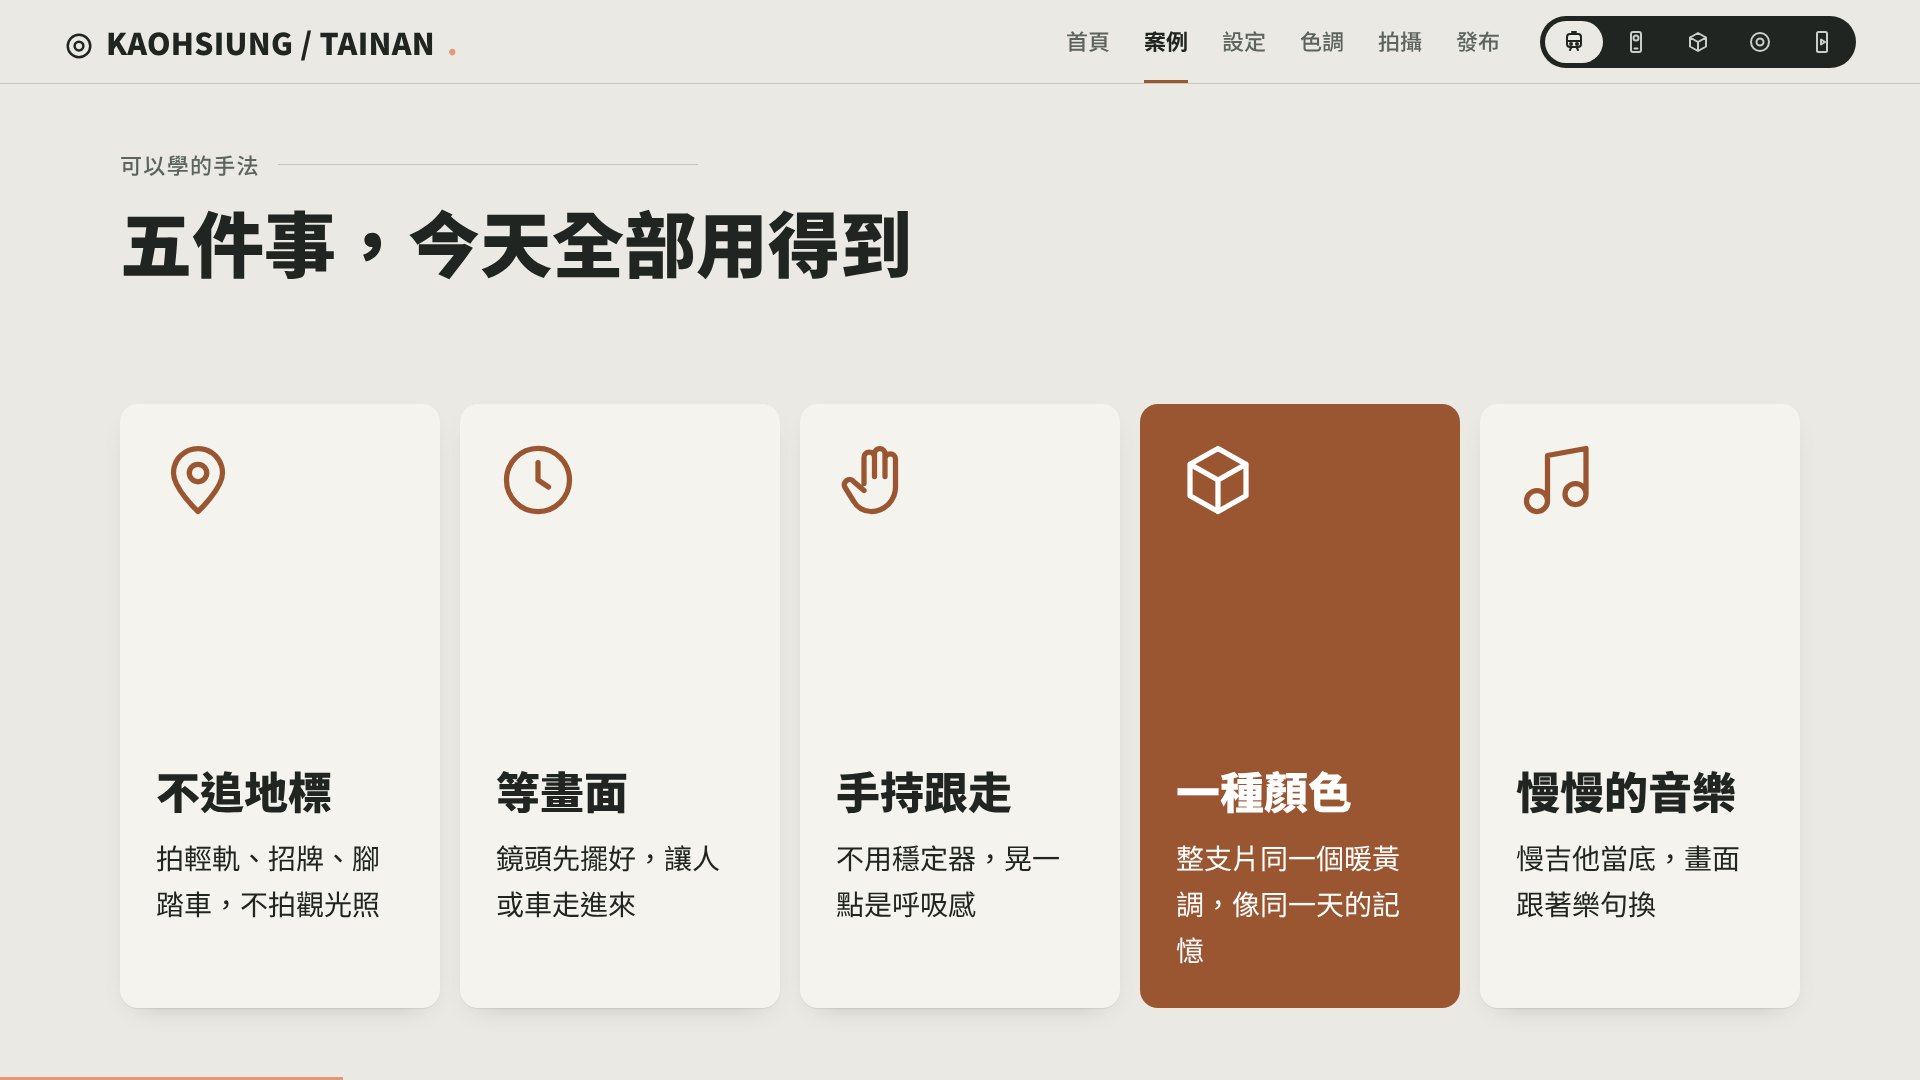 KAOHSIUNG / TAINAN .
首頁 案例 設定 色調 拍攝 發布
可以學的手法
五件事，今天全部用得到
不追地標
拍輕軌、招牌、腳
踏車，不拍觀光照
等畫面
鏡頭先擺好，讓人
或車走進來
手持跟走
不用穩定器，晃一
點是呼吸感
一種顏色
整支片同一個暖黃
調，像同一天的記
憶
慢慢的音樂
慢吉他當底，畫面
跟著樂句換